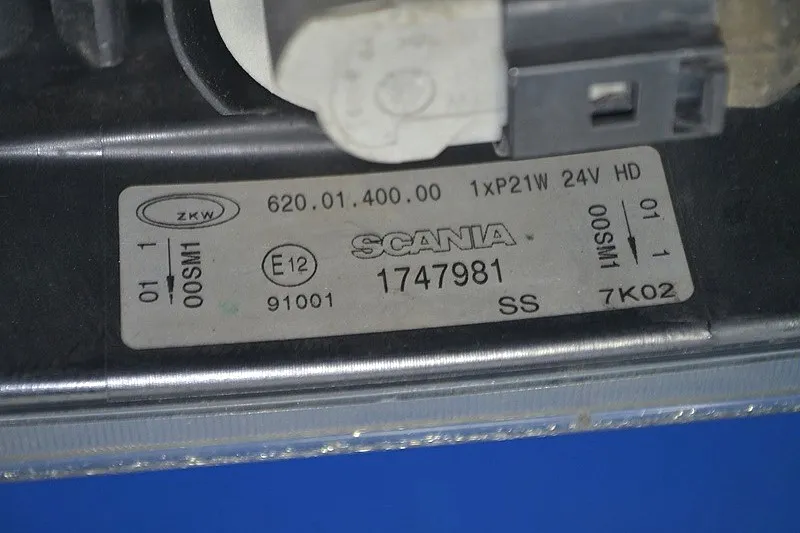 ZKW
620.01.400.00 1xP21W 24V HD
01 1
00SM1
E12
91001
SCANIA
1747981
SS
7K02
01 1
00SM1